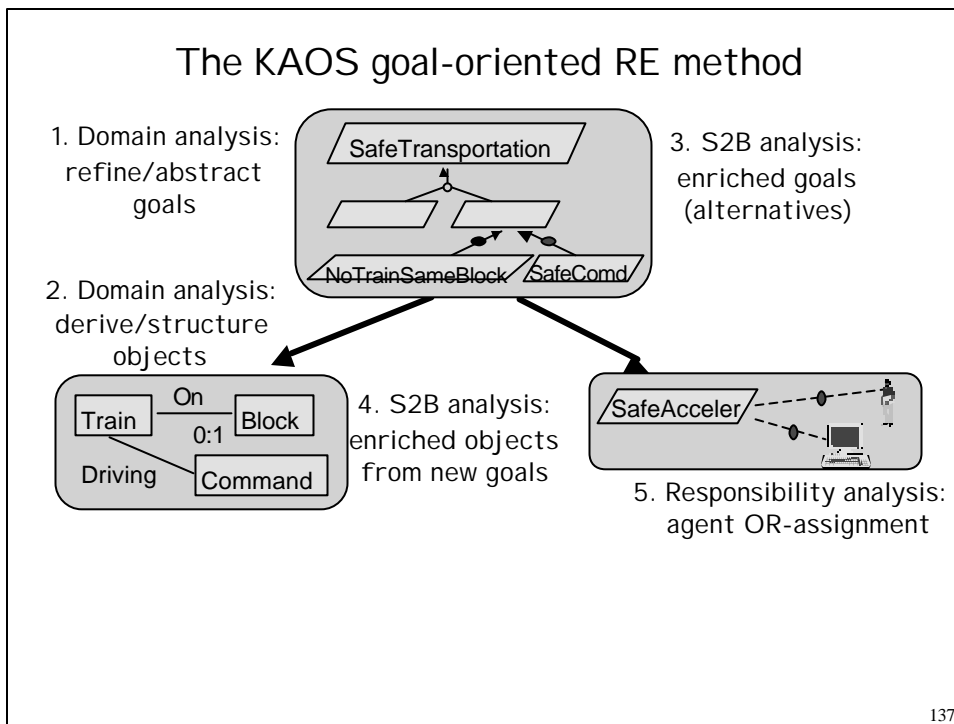 The KAOS goal-oriented RE method
1. Domain analysis:
refine/abstract
goals
SafeTransportation
3. S2B analysis:
enriched goals
(alternatives)
NoTrainSameBlock
SafeComd
2. Domain analysis:
derive/structure
objects
Train
On
0:1
Block
Driving
Command
4. S2B analysis:
enriched objects
from new goals
SafeAcceler
5. Responsibility analysis:
agent OR-assignment
137